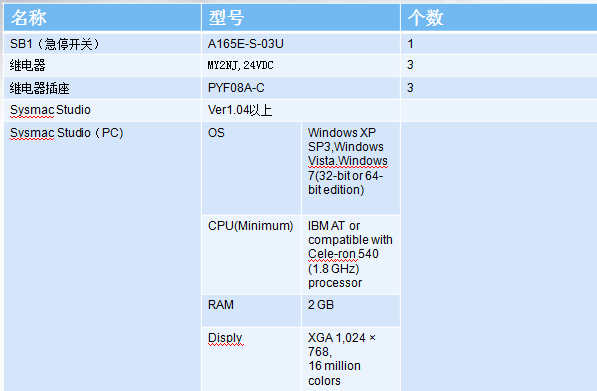 名称 型号 个数
SB1（急停开关） A165E-S-03U 1
继电器 MY2NJ,24VDC 3
继电器插座 PYF08A-C 3
Sysmac Studio Ver1.04以上
Sysmac Studio（PC） OS Windows XP
SP3,Windows
Vista,Windows
7(32-bit or 64-
bit edition)
CPU(Minimum) IBM AT or
compatible with
Cele-ron 540
(1.8 GHz)
processor
RAM 2 GB
Disply XGA 1,024 ×
768,
16 million
colors